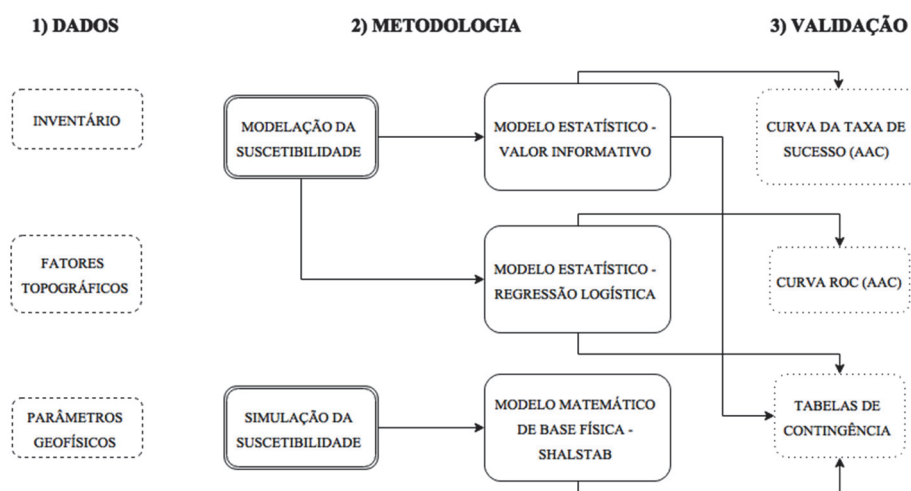 1) DADOS
2) METODOLOGIA
3) VALIDAÇÃO
INVENTÁRIO
MODELAÇÃO DA
SUSCETIBILIDADE
MODELO ESTATÍSTICO -
VALOR INFORMATIVO
CURVA DA TAXA DE
SUCESSO (AAC)
FATORES
TOPOGRÁFICOS
MODELO ESTATÍSTICO -
REGRESSÃO LOGÍSTICA
CURVA ROC (AAC)
PARÂMETROS
GEOFÍSICOS
SIMULAÇÃO DA
SUSCETIBILIDADE
MODELO MATEMÁTICO
DE BASE FÍSICA -
SHALSTAB
TABELAS DE
CONTINGÊNCIA